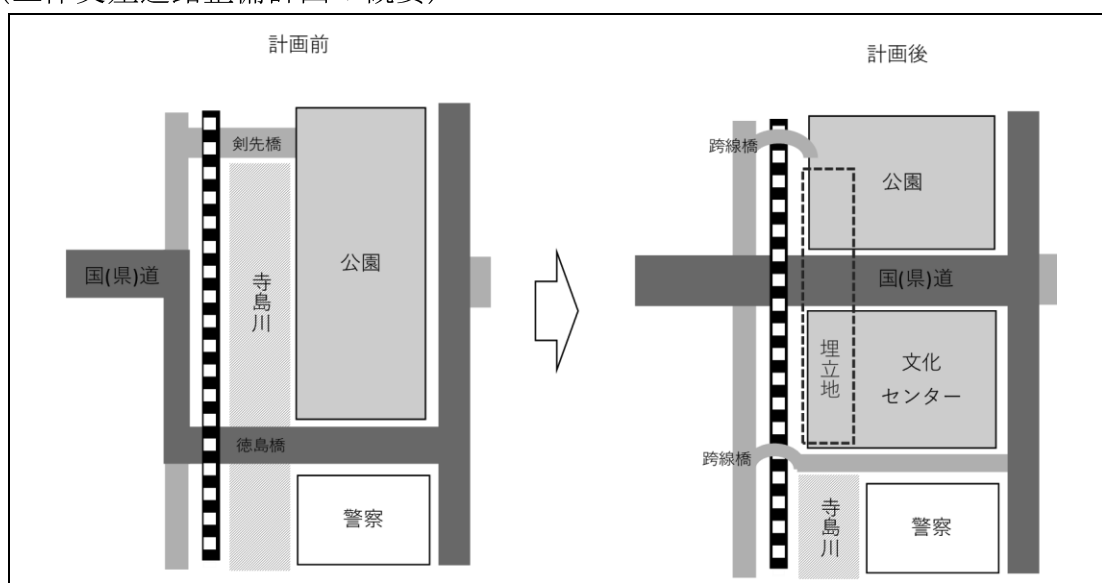 計画前
剣先橋
公園
国(県)道
寺島川
徳島橋
警察
計画後
跨線橋
公園
国(県)道
埋立地
文化
センター
跨線橋
寺島川
警察